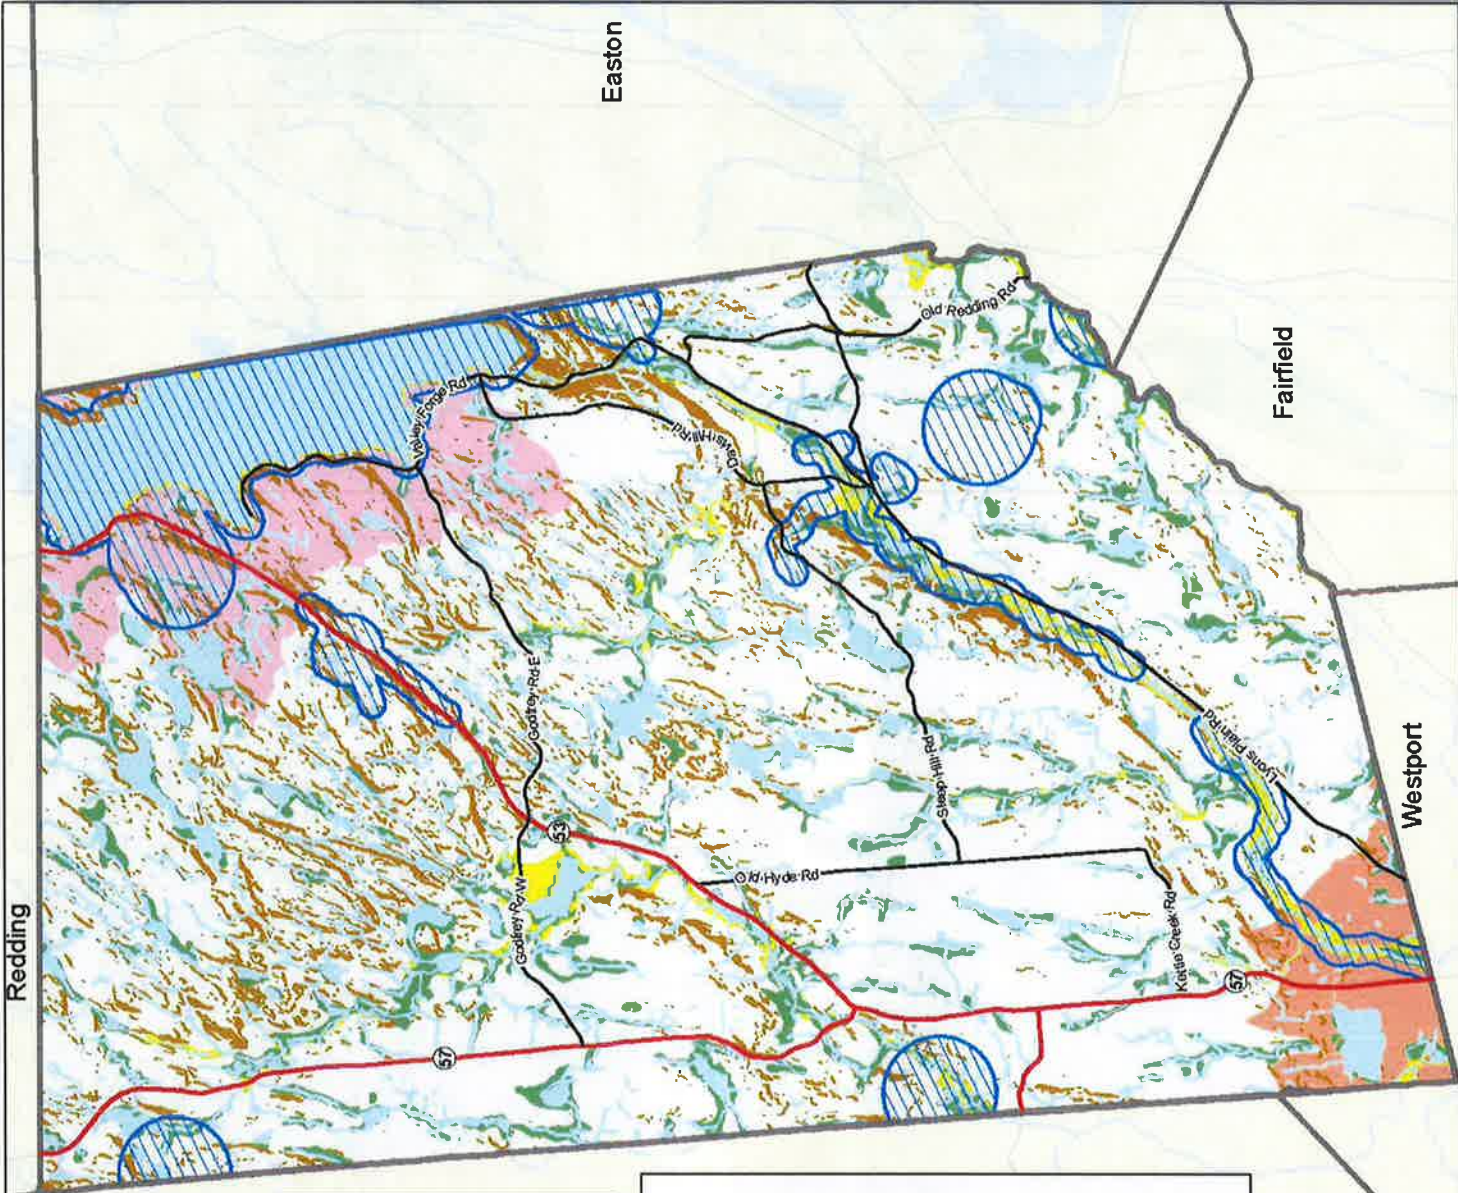 Redding
Easton
Fairfield
Westport
Valley Forge Rd
Davis Hill Rd
Old Redding Rd
Godfrey Rd E
Godfrey Rd W
53
Old Hyde Rd
Steep Hill Rd
Lyons Plain Rd
Kettle Creek Rd
57
57